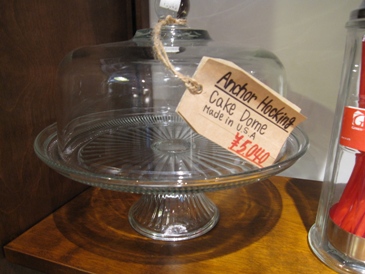 Anchor Hocking
Cake Dome
Made in U.S.A
¥5,040